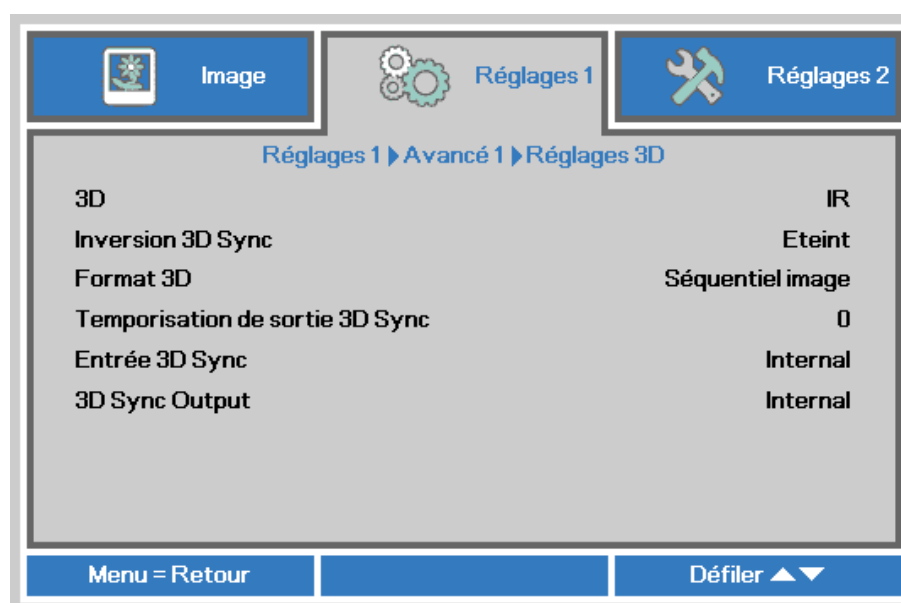 Image
Réglages 1
Réglages 2
Réglages 1 ▶ Avancé 1 ▶ Réglages 3D
3D IR
Inversion 3D Sync Eteint
Format 3D Séquentiel image
Temporisation de sortie 3D Sync 0
Entrée 3D Sync Internal
3D Sync Output Internal
Menu = Retour
Défiler ▲▼